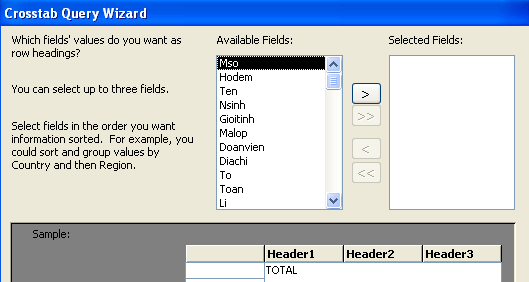 Crosstab Query Wizard
Which fields' values do you want as
row headings?
You can select up to three fields.
Select fields in the order you want
information sorted.  For example, you
could sort and group values by
Country and then Region.
Available Fields:
Mso
Hodem
Ten
Nsinh
Gioitinh
Malop
Doanvien
Diachi
To
Toan
Li
>
>>
<
<<
Selected Fields:
Sample:
Header1 Header2 Header3
TOTAL